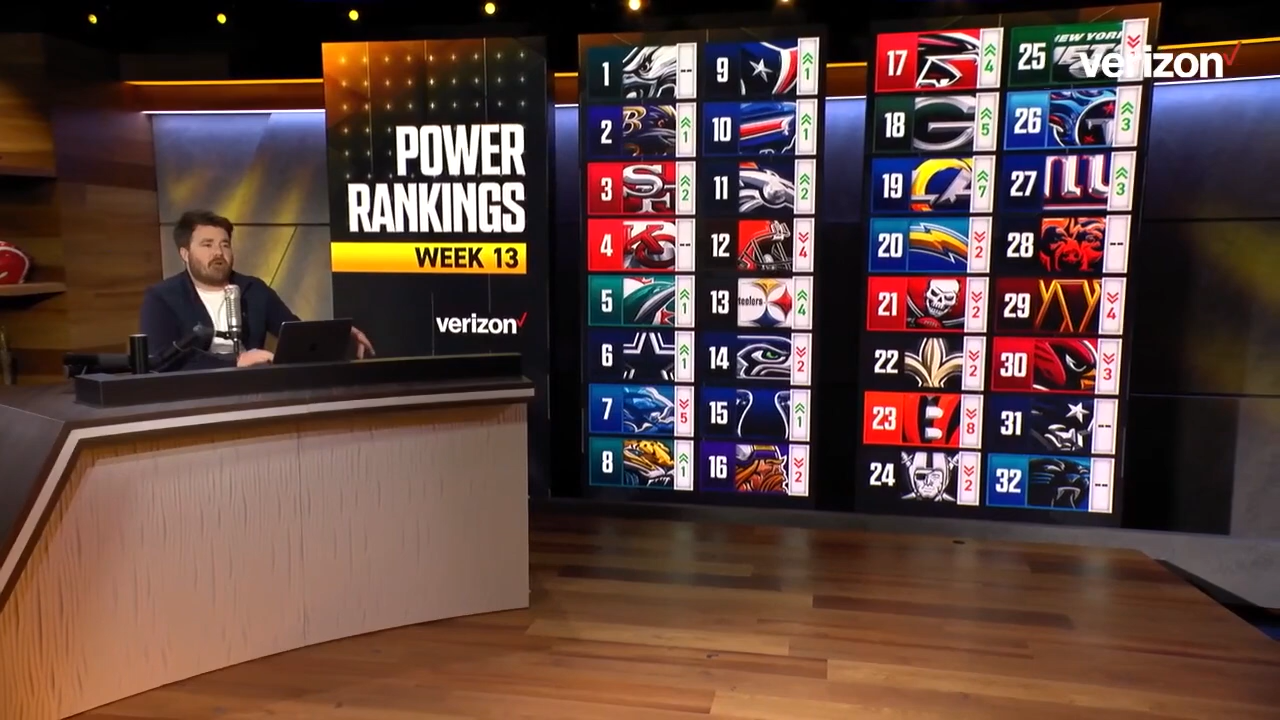 POWER
RANKINGS
WEEK 13
verizon
1 --
2 1
3 2
4 --
5 1
6 1
7 5
8 1
9 1
10 1
11 2
12 4
13 Steelers 4
14 2
15 1
16 2
17 4
18 G 5
19 7
20 2
21 2
22 2
23 B 8
24 2
25 NEW YORK JETS
26 T 3
27 3
28 --
29 4
30 3
31 --
32 --
verizon